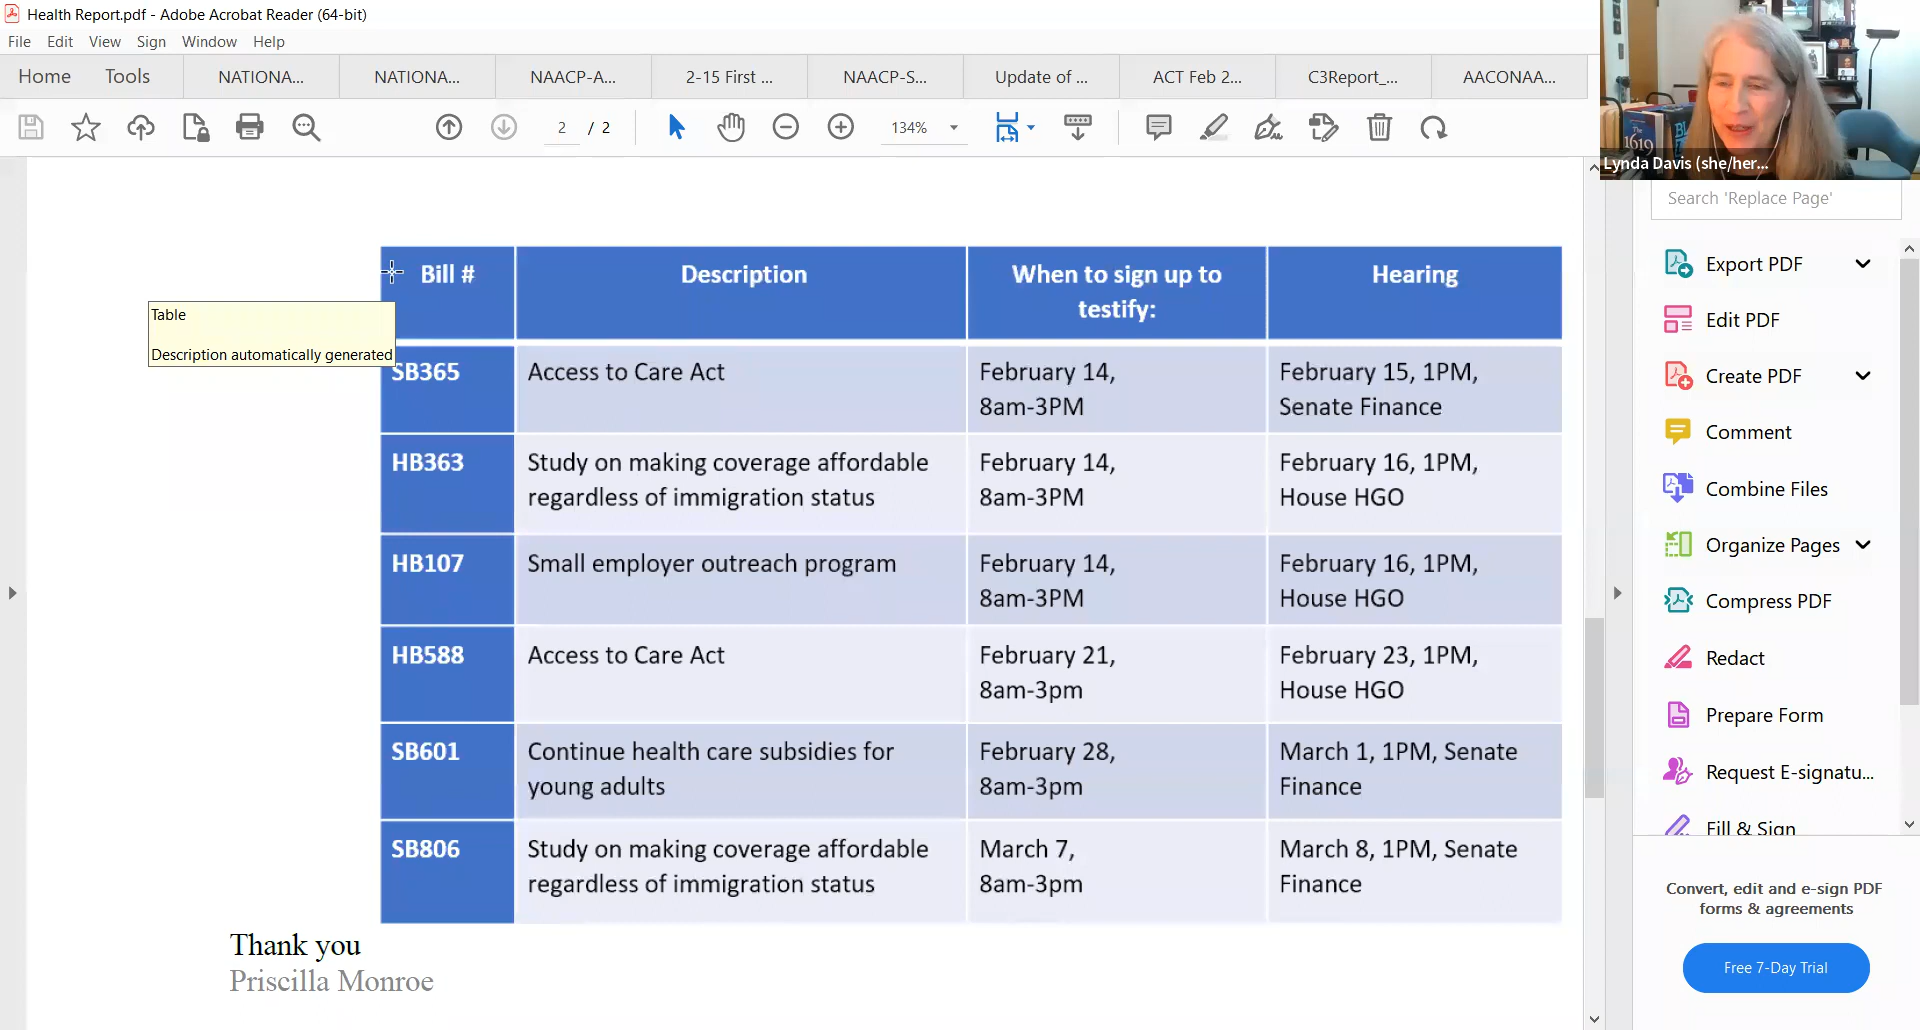 Health Report.pdf - Adobe Acrobat Reader (64-bit)
File Edit View Sign Window Help
Home Tools NATIONA... NATIONA... NAACP-A... 2-15 First ... NAACP-S... Update of ... ACT Feb 2... C3Report_... AACONAA...
2 / 2 134%
The 1619
Lynda Davis (she/her...
Search 'Replace Page'
Bill # Description When to sign up to
testify: Hearing
Table
Description automatically generated
SB365 Access to Care Act February 14,
8am-3PM February 15, 1PM,
Senate Finance
HB363 Study on making coverage affordable
regardless of immigration status February 14,
8am-3PM February 16, 1PM,
House HGO
HB107 Small employer outreach program February 14,
8am-3PM February 16, 1PM,
House HGO
HB588 Access to Care Act February 21,
8am-3pm February 23, 1PM,
House HGO
SB601 Continue health care subsidies for
young adults February 28,
8am-3pm March 1, 1PM, Senate
Finance
SB806 Study on making coverage affordable
regardless of immigration status March 7,
8am-3pm March 8, 1PM, Senate
Finance
Thank you
Priscilla Monroe
Export PDF
Edit PDF
Create PDF
Comment
Combine Files
Organize Pages
Compress PDF
Redact
Prepare Form
Request E-signatu...
Fill & Sign
Convert, edit and e-sign PDF
forms & agreements
Free 7-Day Trial